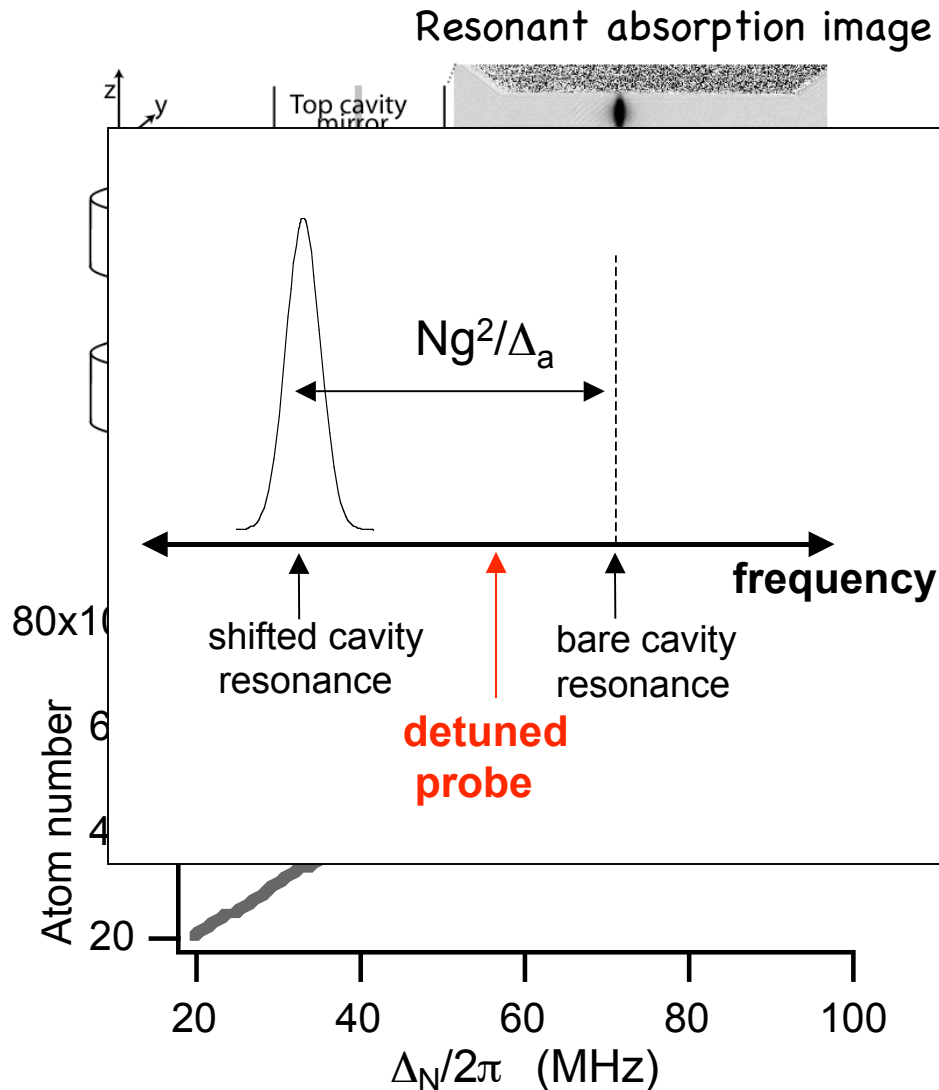 Resonant absorption image
z
y
Top cavity
mirror
Ng²/Δₐ
frequency
shifted cavity
resonance
bare cavity
resonance
detuned
probe
80x10
6
4
20
Atom number
20 40 60 80 100
Δ_N/2π (MHz)